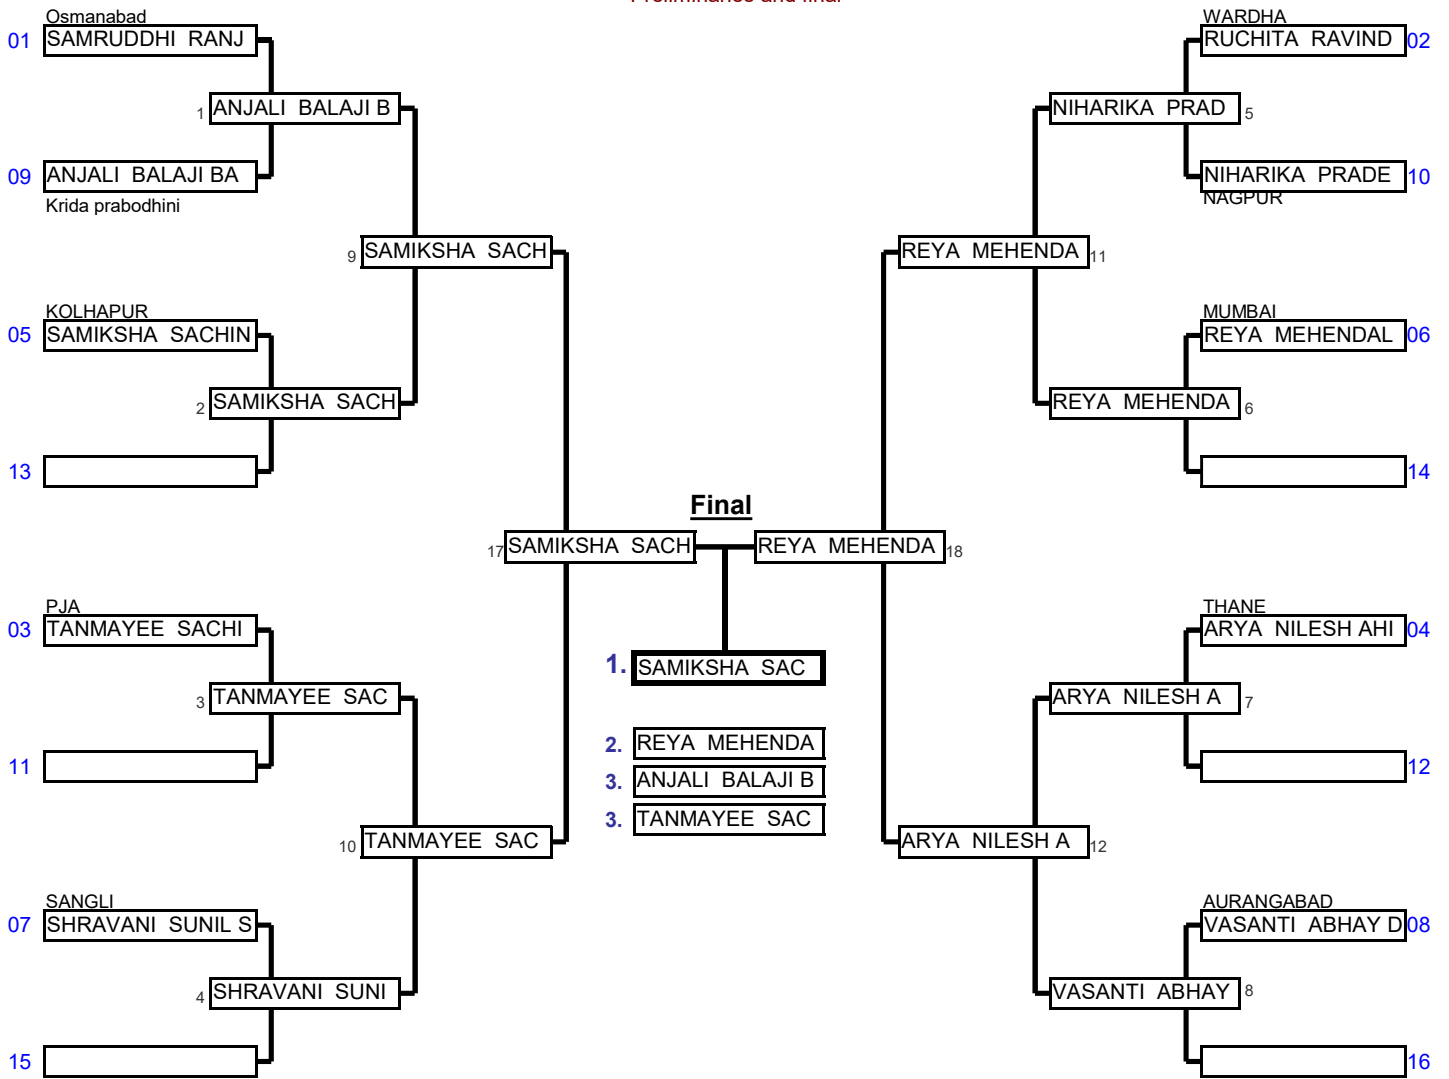 Preliminaries and final
Osmanabad
01 SAMRUDDHI RANJ
1 ANJALI BALAJI B
09 ANJALI BALAJI BA
Krida prabodhini
9 SAMIKSHA SACH
KOLHAPUR
05 SAMIKSHA SACHIN
2 SAMIKSHA SACH
13
17 SAMIKSHA SACH
PJA
03 TANMAYEE SACHI
3 TANMAYEE SAC
11
10 TANMAYEE SAC
SANGLI
07 SHRAVANI SUNIL S
4 SHRAVANI SUNI
15
Final
1. SAMIKSHA SAC
2. REYA MEHENDA
3. ANJALI BALAJI B
3. TANMAYEE SAC
WARDHA
RUCHITA RAVIND 02
NIHARIKA PRAD 5
NIHARIKA PRADE 10
NAGPUR
REYA MEHENDA 11
MUMBAI
REYA MEHENDAL 06
REYA MEHENDA 6
14
REYA MEHENDA 18
THANE
ARYA NILESH AHI 04
ARYA NILESH A 7
12
ARYA NILESH A 12
AURANGABAD
VASANTI ABHAY D 08
VASANTI ABHAY 8
16